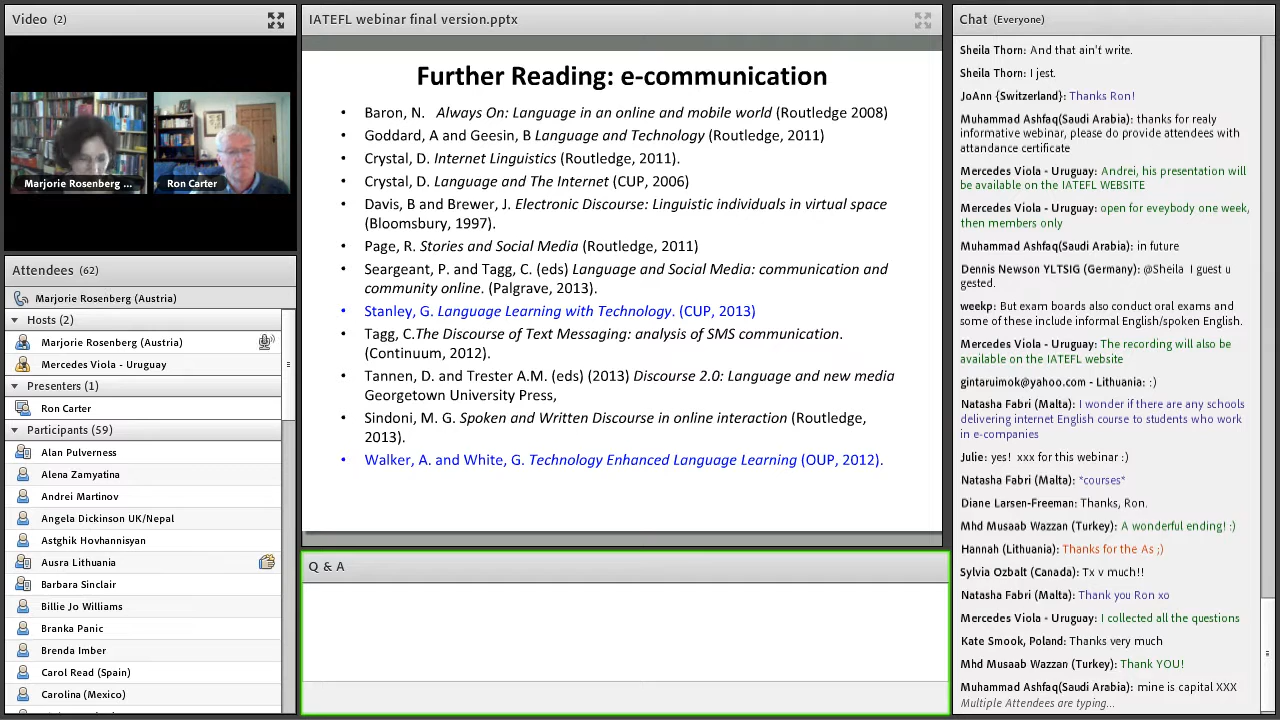 Video (2)
Marjorie Rosenberg ...
Ron Carter
Attendees (62)
Marjorie Rosenberg (Austria)
Hosts (2)
Marjorie Rosenberg (Austria)
Mercedes Viola - Uruguay
Presenters (1)
Ron Carter
Participants (59)
Alan Pulverness
Alena Zamyatina
Andrei Martinov
Angela Dickinson UK/Nepal
Astghik Hovhannisyan
Ausra Lithuania
Barbara Sinclair
Billie Jo Williams
Branka Panic
Brenda Imber
Carol Read (Spain)
Carolina (Mexico)
IATEFL webinar final version.pptx
Further Reading: e-communication
• Baron, N. Always On: Language in an online and mobile world (Routledge 2008)
• Goddard, A and Geesin, B Language and Technology (Routledge, 2011)
• Crystal, D. Internet Linguistics (Routledge, 2011).
• Crystal, D. Language and The Internet (CUP, 2006)
• Davis, B and Brewer, J. Electronic Discourse: Linguistic individuals in virtual space
(Bloomsbury, 1997).
• Page, R. Stories and Social Media (Routledge, 2011)
• Seargeant, P. and Tagg, C. (eds) Language and Social Media: communication and
community online. (Palgrave, 2013).
• Stanley, G. Language Learning with Technology. (CUP, 2013)
• Tagg, C.The Discourse of Text Messaging: analysis of SMS communication.
(Continuum, 2012).
• Tannen, D. and Trester A.M. (eds) (2013) Discourse 2.0: Language and new media
Georgetown University Press,
• Sindoni, M. G. Spoken and Written Discourse in online interaction (Routledge,
2013).
• Walker, A. and White, G. Technology Enhanced Language Learning (OUP, 2012).
Q & A
Chat (Everyone)
Sheila Thorn: And that ain't write.
Sheila Thorn: I jest.
JoAnn {Switzerland}: Thanks Ron!
Muhammad Ashfaq(Saudi Arabia): thanks for realy
informative webinar, please do provide attendees with
attandance certificate
Mercedes Viola - Uruguay: Andrei, his presentation will
be available on the IATEFL WEBSITE
Mercedes Viola - Uruguay: open for eveybody one week,
then members only
Muhammad Ashfaq(Saudi Arabia): in future
Dennis Newson YLTSIG (Germany): @Sheila I guest u
gested.
weekp: But exam boards also conduct oral exams and
some of these include informal English/spoken English.
Mercedes Viola - Uruguay: The recording will also be
available on the IATEFL website
gintaruimok@yahoo.com - Lithuania: :)
Natasha Fabri (Malta): I wonder if there are any schools
delivering internet English course to students who work
in e-companies
Julie: yes! xxx for this webinar :)
Natasha Fabri (Malta): *courses*
Diane Larsen-Freeman: Thanks, Ron.
Mhd Musaab Wazzan (Turkey): A wonderful ending! :)
Hannah (Lithuania): Thanks for the As ;)
Sylvia Ozbalt (Canada): Tx v much!!
Natasha Fabri (Malta): Thank you Ron xo
Mercedes Viola - Uruguay: I collected all the questions
Kate Smook, Poland: Thanks very much
Mhd Musaab Wazzan (Turkey): Thank YOU!
Muhammad Ashfaq(Saudi Arabia): mine is capital XXX
Multiple Attendees are typing...